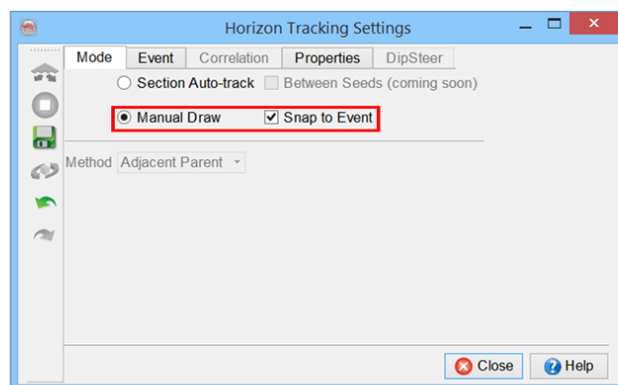 Horizon Tracking Settings
Mode Event Correlation Properties DipSteer
Section Auto-track Between Seeds (coming soon)
Manual Draw Snap to Event
Method Adjacent Parent
Close Help